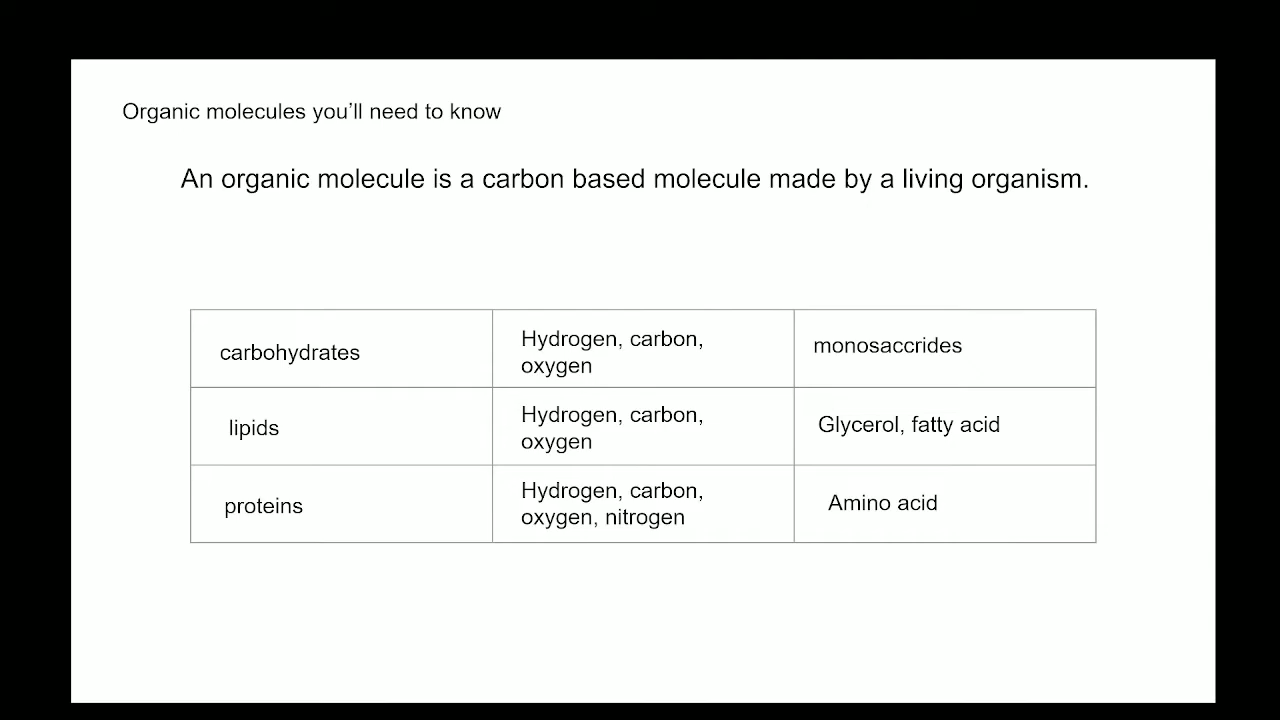 Organic molecules you’ll need to know
An organic molecule is a carbon based molecule made by a living organism.
carbohydrates
Hydrogen, carbon,
oxygen
monosaccrides
lipids
Hydrogen, carbon,
oxygen
Glycerol, fatty acid
proteins
Hydrogen, carbon,
oxygen, nitrogen
Amino acid